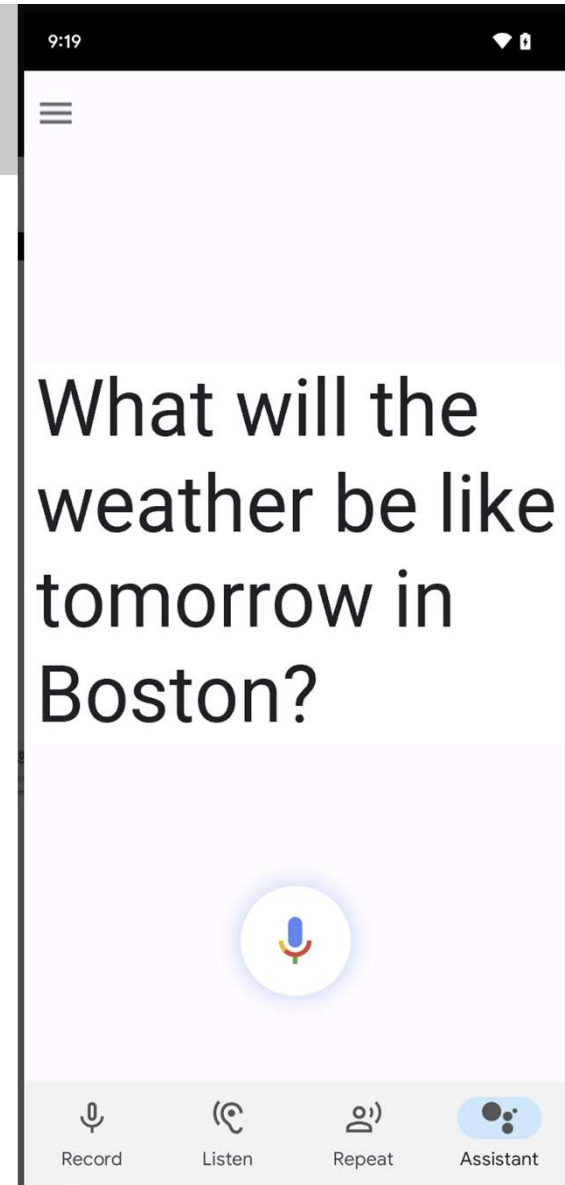 9:19
What will the
weather be like
tomorrow in
Boston?
Record Listen Repeat Assistant